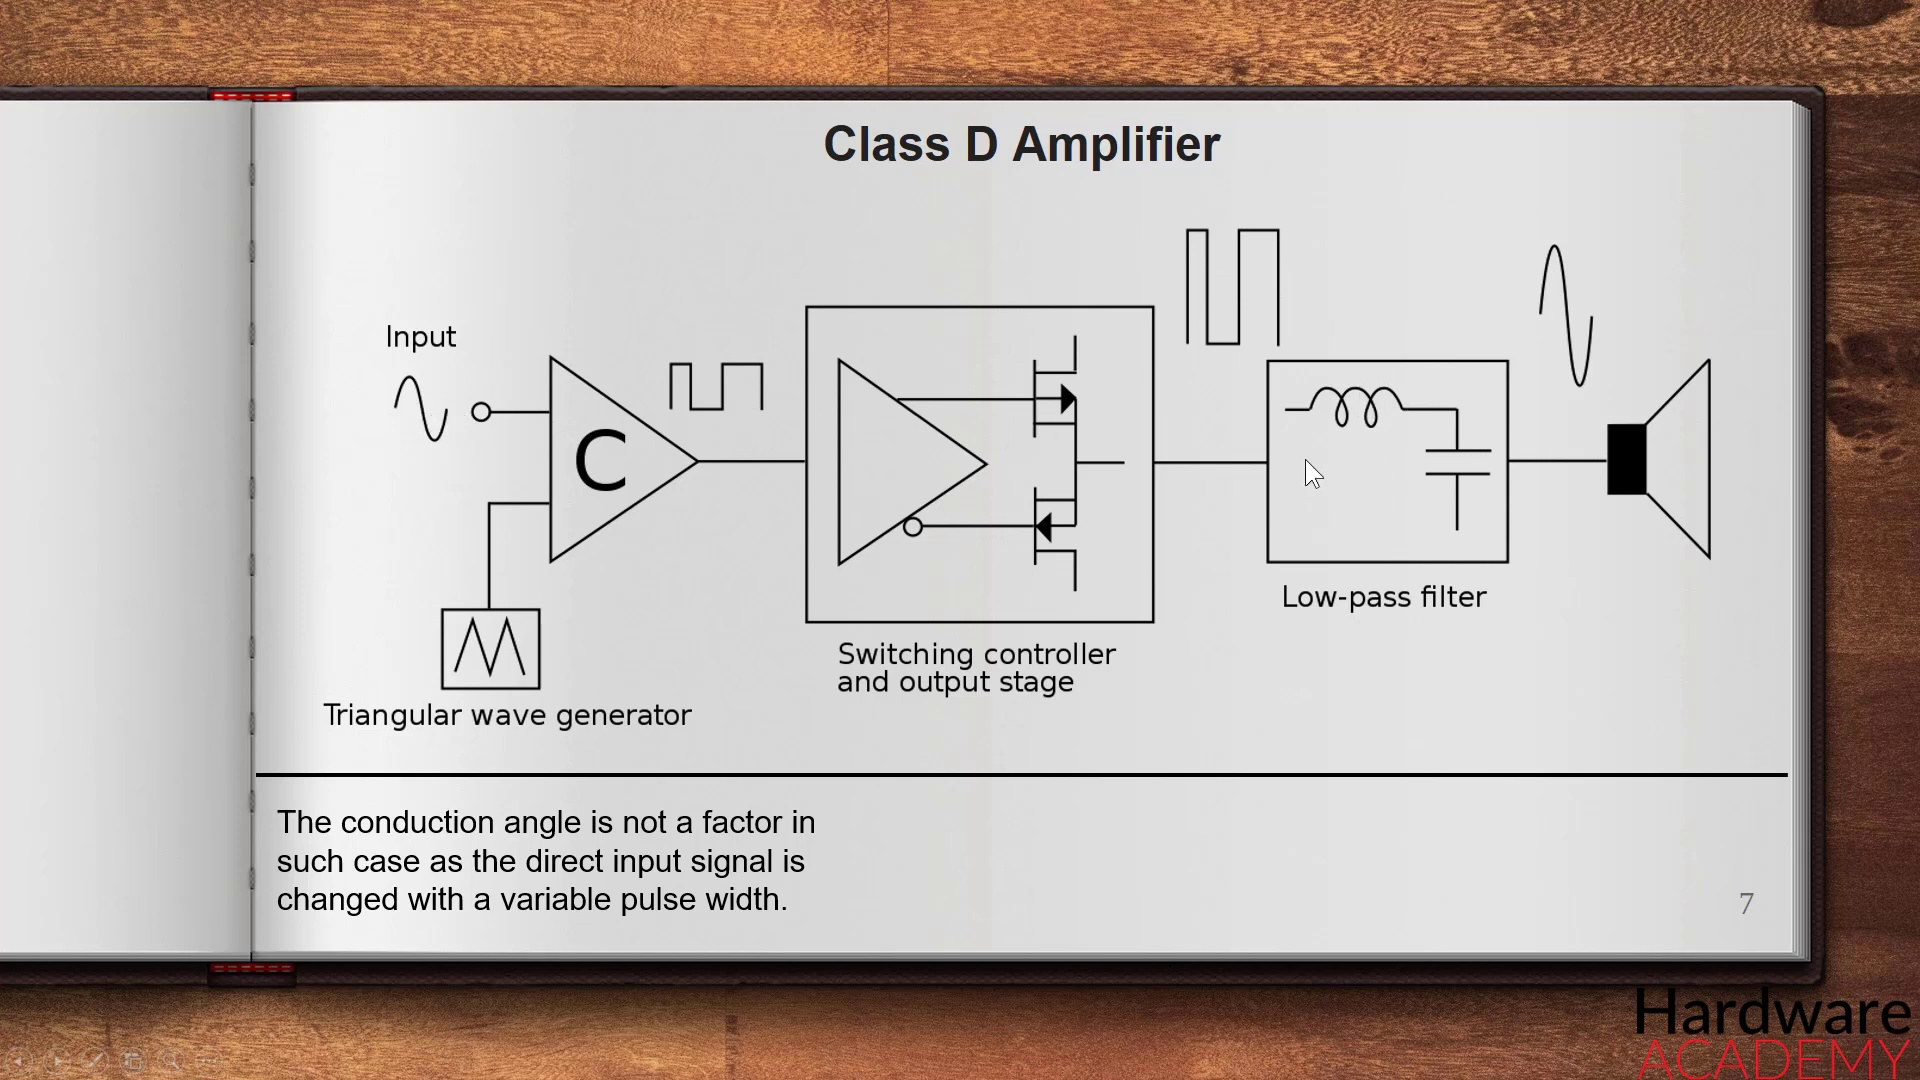 Class D Amplifier
Input
C
Triangular wave generator
Switching controller
and output stage
Low-pass filter
The conduction angle is not a factor in
such case as the direct input signal is
changed with a variable pulse width.
7
Hardware
ACADEMY